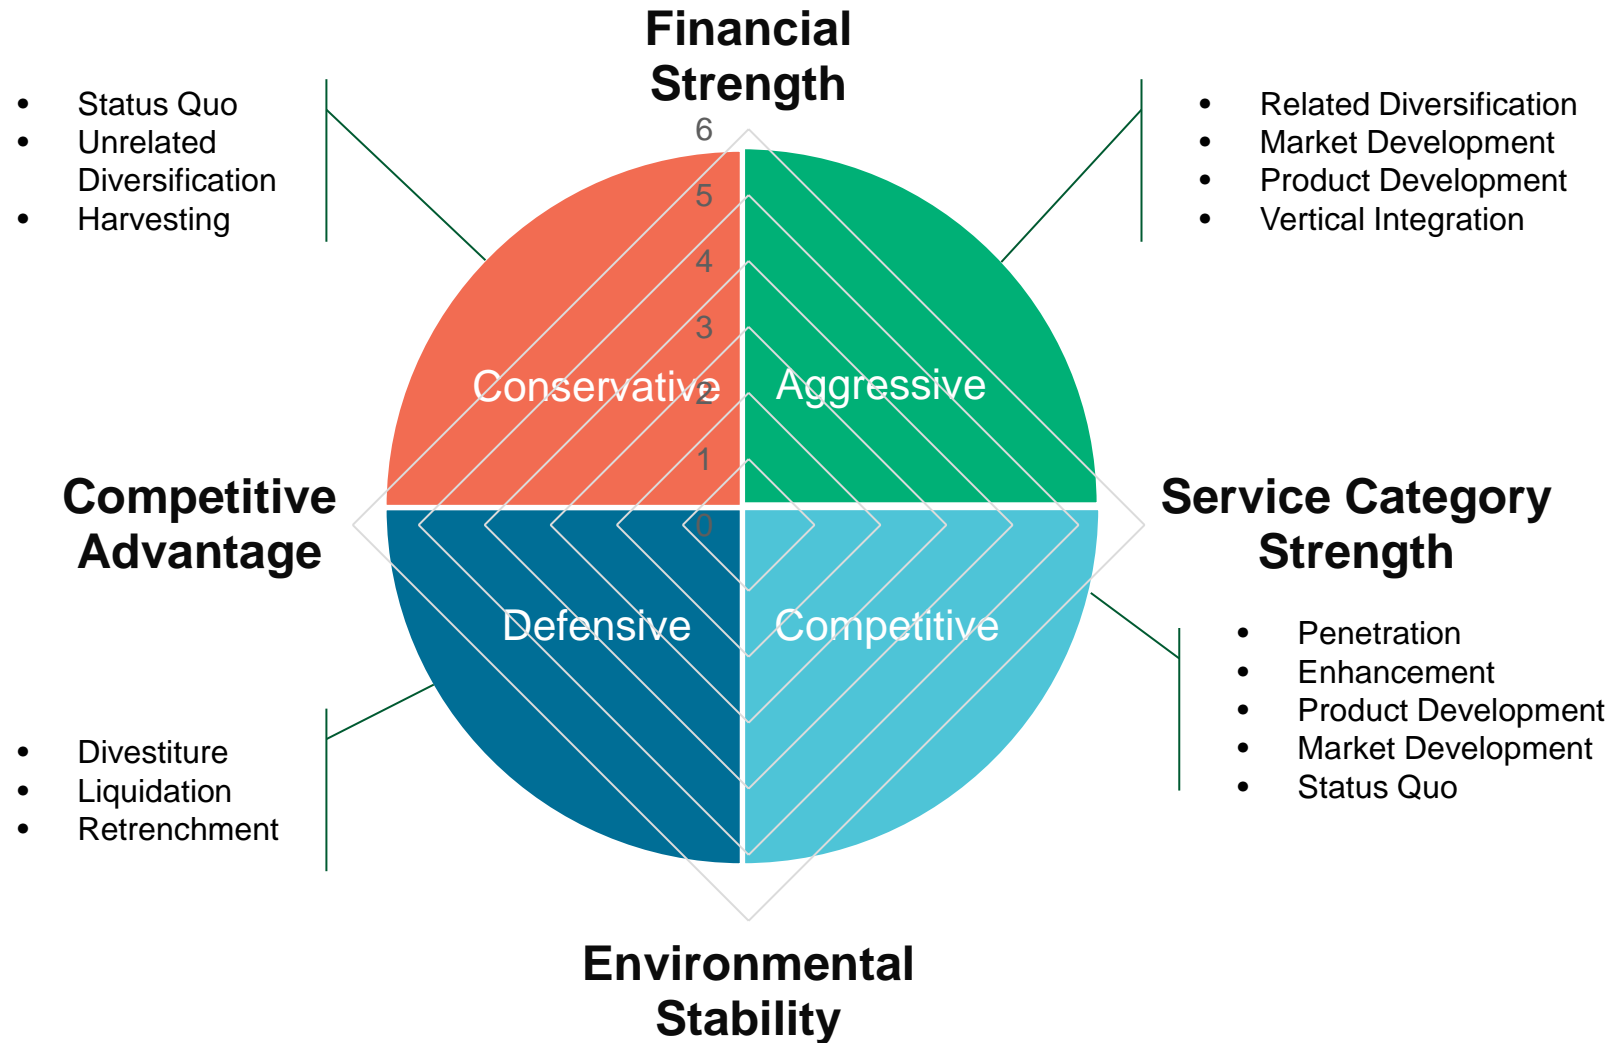 Financial
Strength
• Status Quo
• Unrelated
Diversification
• Harvesting
• Related Diversification
• Market Development
• Product Development
• Vertical Integration
6
5
4
3
2
1
0
Conservative
Aggressive
Competitive
Advantage
Service Category
Strength
Defensive
Competitive
• Penetration
• Enhancement
• Product Development
• Market Development
• Status Quo
• Divestiture
• Liquidation
• Retrenchment
Environmental
Stability